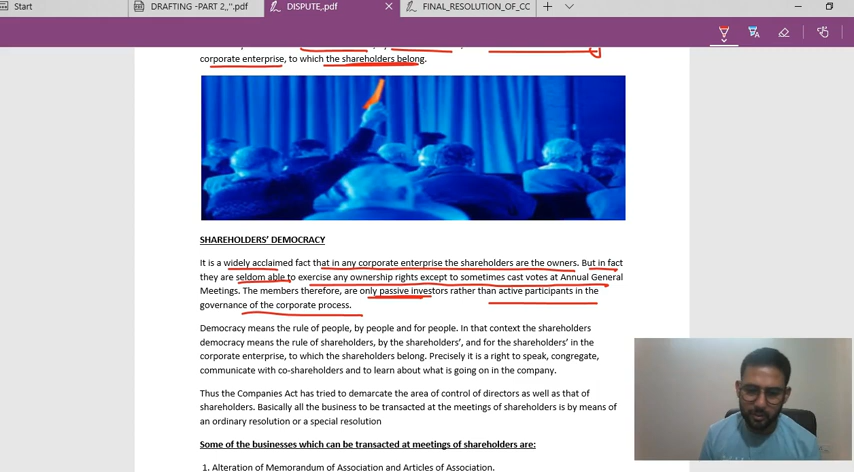 Start
DRAFTING -PART 2,,".pdf
DISPUTE,.pdf
FINAL_RESOLUTION_OF_CC
corporate enterprise, to which the shareholders belong.
SHAREHOLDERS' DEMOCRACY
It is a widely acclaimed fact that in any corporate enterprise the shareholders are the owners. But in fact
they are seldom able to exercise any ownership rights except to sometimes cast votes at Annual General
Meetings. The members therefore, are only passive investors rather than active participants in the
governance of the corporate process.
Democracy means the rule of people, by people and for people. In that context the shareholders
democracy means the rule of shareholders, by the shareholders', and for the shareholders' in the
corporate enterprise, to which the shareholders belong. Precisely it is a right to speak, congregate,
communicate with co-shareholders and to learn about what is going on in the company.
Thus the Companies Act has tried to demarcate the area of control of directors as well as that of
shareholders. Basically all the business to be transacted at the meetings of shareholders is by means of
an ordinary resolution or a special resolution
Some of the businesses which can be transacted at meetings of shareholders are:
1. Alteration of Memorandum of Association and Articles of Association.